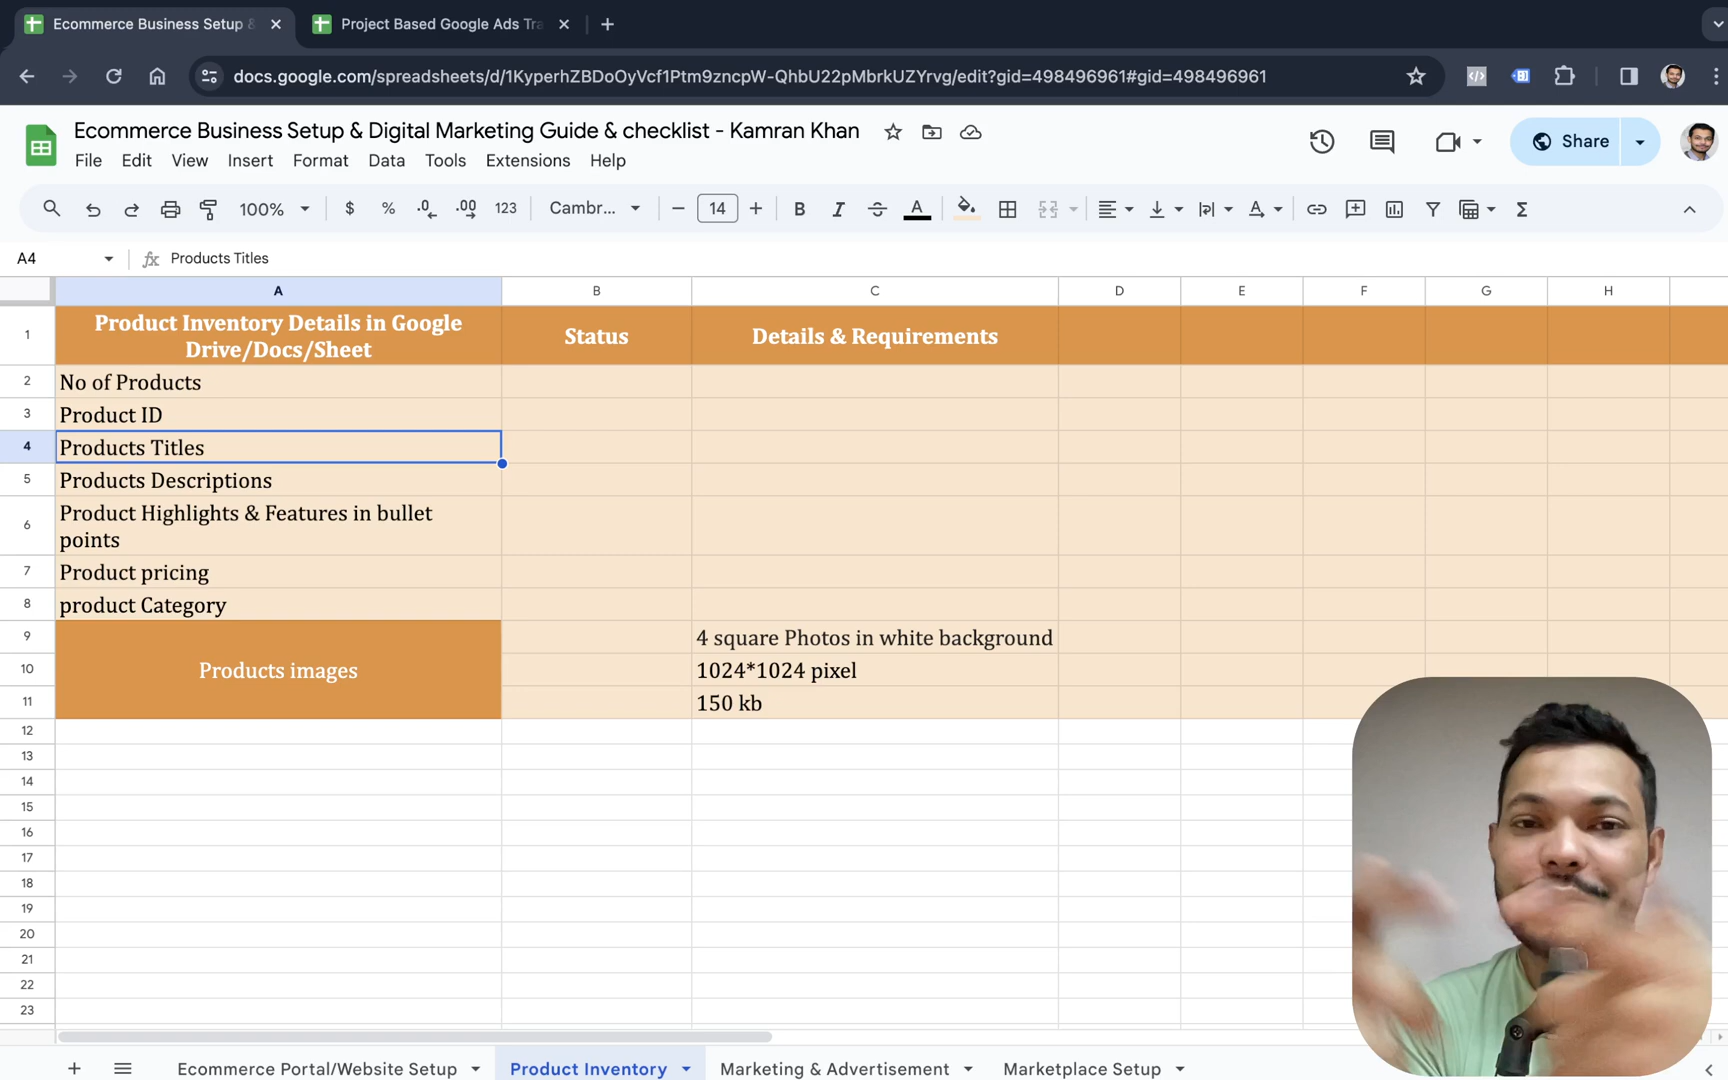 Ecommerce Business Setup &
Project Based Google Ads Tra
docs.google.com/spreadsheets/d/1KyperhZBDoOyVcf1Ptm9zncpW-QhbU22pMbrkUZYrvg/edit?gid=498496961#gid=498496961
Ecommerce Business Setup & Digital Marketing Guide & checklist - Kamran Khan
File Edit View Insert Format Data Tools Extensions Help
Share
100% $ % .0 .00 123 Cambr... 14 B I A
A4 fx Products Titles
A B C D E F G H
1 Product Inventory Details in Google
Drive/Docs/Sheet Status Details & Requirements
2 No of Products
3 Product ID
4 Products Titles
5 Products Descriptions
6 Product Highlights & Features in bullet
points
7 Product pricing
8 product Category
9 4 square Photos in white background
10 Products images 1024*1024 pixel
11 150 kb
12
13
14
15
16
17
18
19
20
21
22
23
Ecommerce Portal/Website Setup Product Inventory Marketing & Advertisement Marketplace Setup